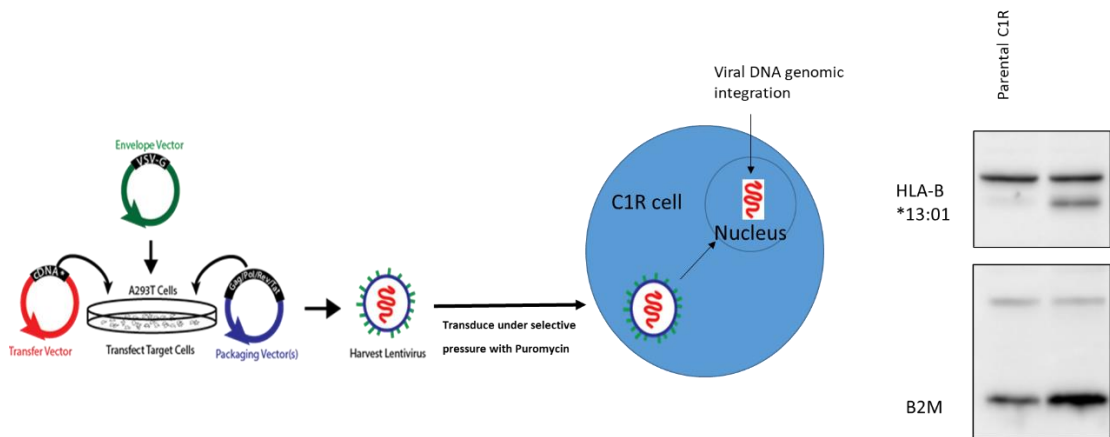 Envelope Vector
VSV-G
cDNA*
A293T Cells
Gag/Pol/Rev/Tat
Transfer Vector
Transfect Target Cells
Packaging Vector(s)
Harvest Lentivirus
Transduce under selective
pressure with Puromycin
Viral DNA genomic
integration
C1R cell
Nucleus
Parental C1R
HLA-B
*13:01
B2M